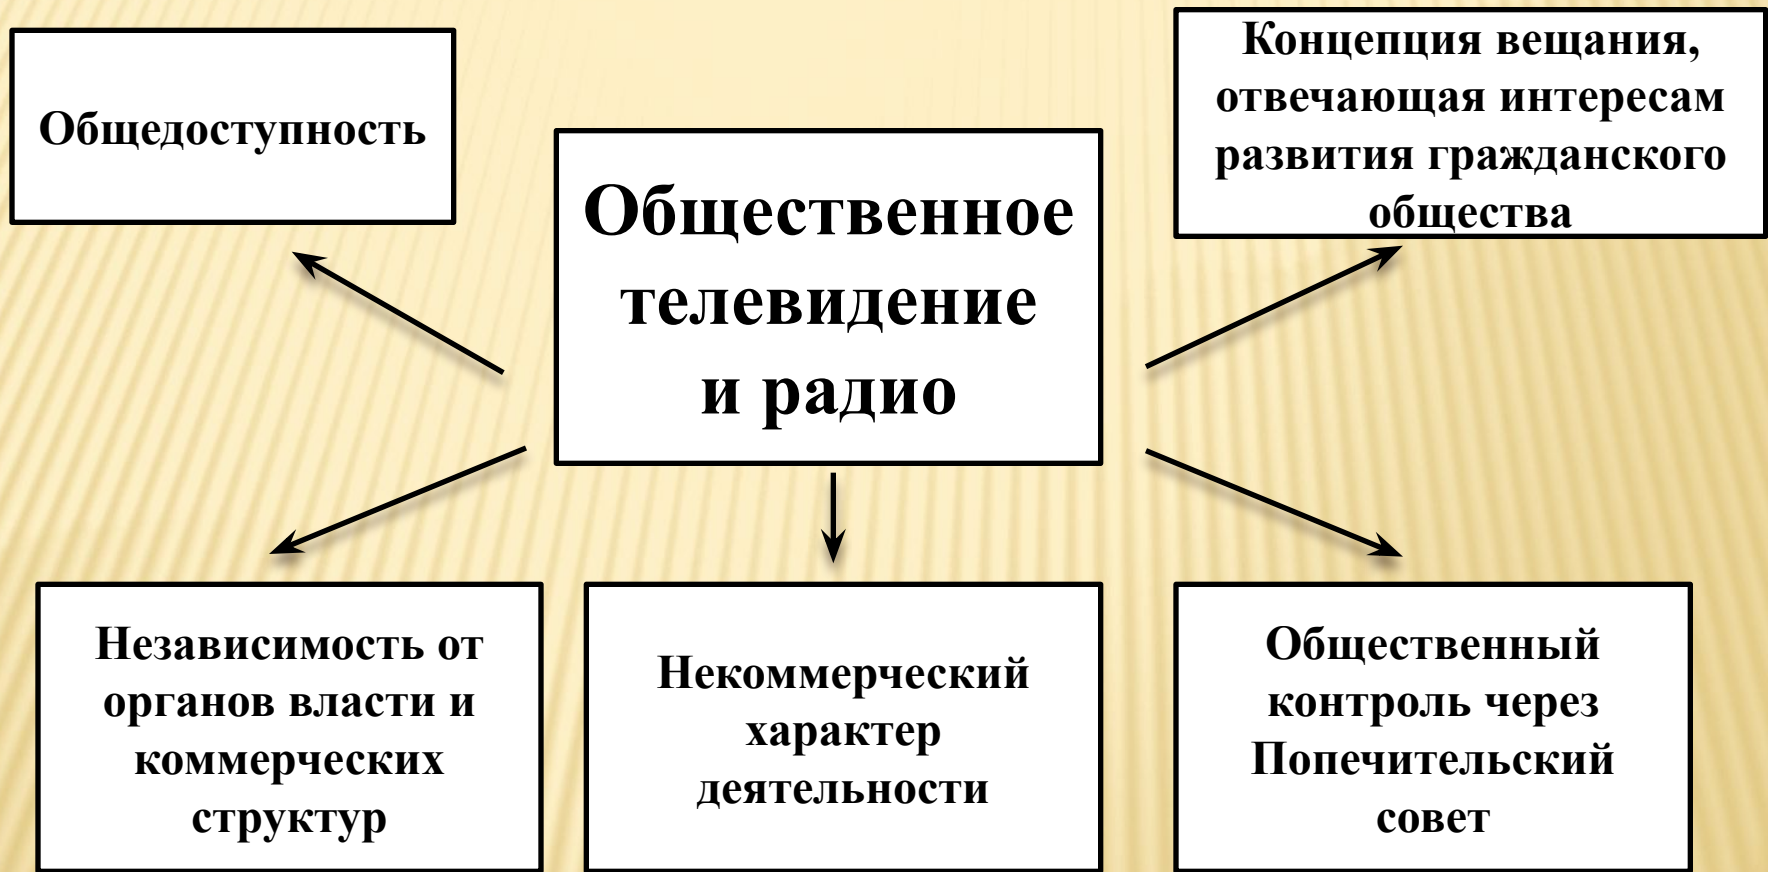 Общедоступность
Концепция вещания,
отвечающая интересам
развития гражданского
общества
Общественное
телевидение
и радио
Независимость от
органов власти и
коммерческих
структур
Некоммерческий
характер
деятельности
Общественный
контроль через
Попечительский
совет